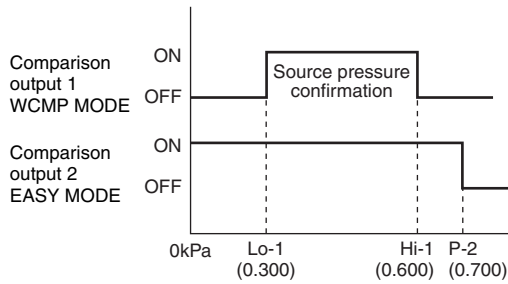 Comparison
output 1
WCMP MODE
ON
OFF
Source pressure
confirmation
Comparison
output 2
EASY MODE
ON
OFF
0kPa
Lo-1
(0.300)
Hi-1
(0.600)
P-2
(0.700)